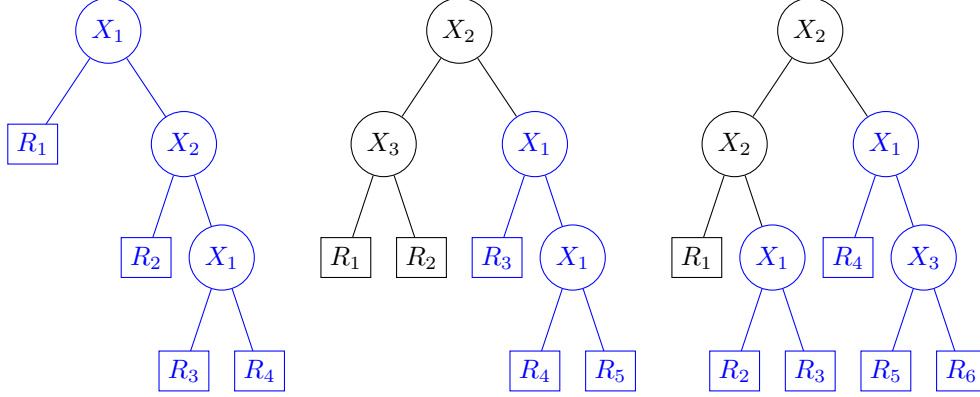 X₁ X₂ X₂
R₁ X₂ X₃ X₁ X₂ X₁
R₂ X₁ R₁ R₂ R₃ X₁ R₁ X₁ R₄ X₃
R₃ R₄ R₄ R₅ R₂ R₃ R₅ R₆